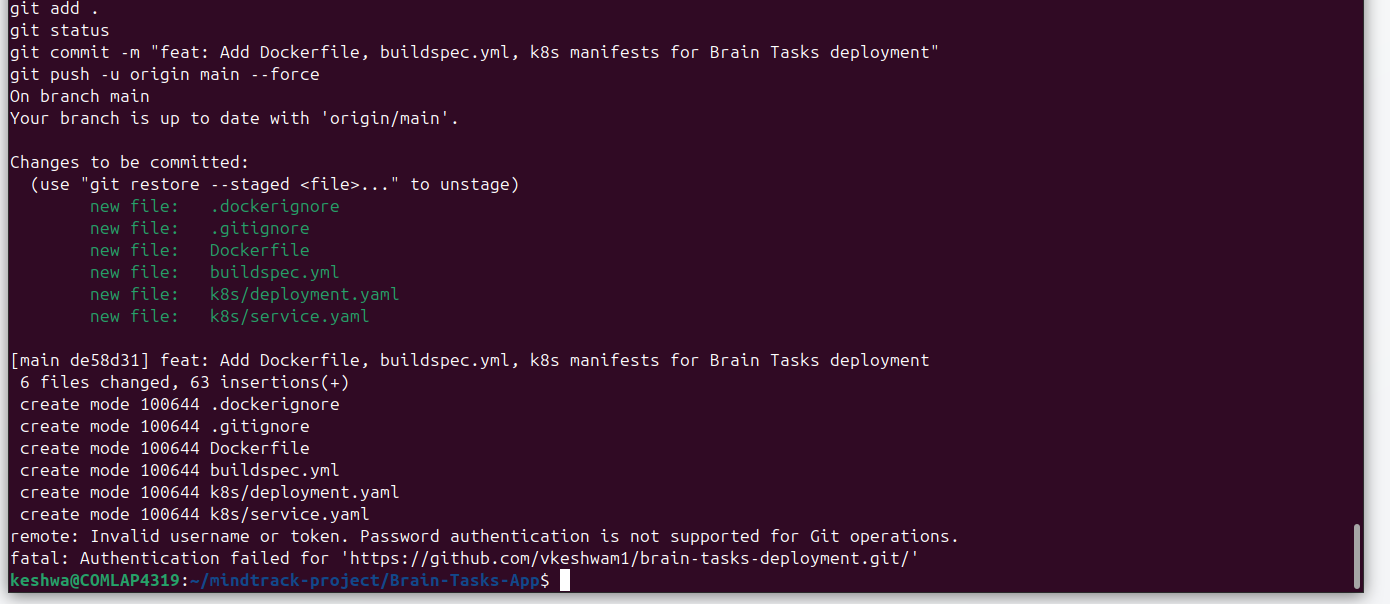 git add .
git status
git commit -m "feat: Add Dockerfile, buildspec.yml, k8s manifests for Brain Tasks deployment"
git push -u origin main --force
On branch main
Your branch is up to date with 'origin/main'.
Changes to be committed:
  (use "git restore --staged <file>..." to unstage)
        new file:   .dockerignore
        new file:   .gitignore
        new file:   Dockerfile
        new file:   buildspec.yml
        new file:   k8s/deployment.yaml
        new file:   k8s/service.yaml
[main de58d31] feat: Add Dockerfile, buildspec.yml, k8s manifests for Brain Tasks deployment
 6 files changed, 63 insertions(+)
 create mode 100644 .dockerignore
 create mode 100644 .gitignore
 create mode 100644 Dockerfile
 create mode 100644 buildspec.yml
 create mode 100644 k8s/deployment.yaml
 create mode 100644 k8s/service.yaml
remote: Invalid username or token. Password authentication is not supported for Git operations.
fatal: Authentication failed for 'https://github.com/vkeshwam1/brain-tasks-deployment.git/'
keshwa@COMLAP4319:~/mindtrack-project/Brain-Tasks-App$